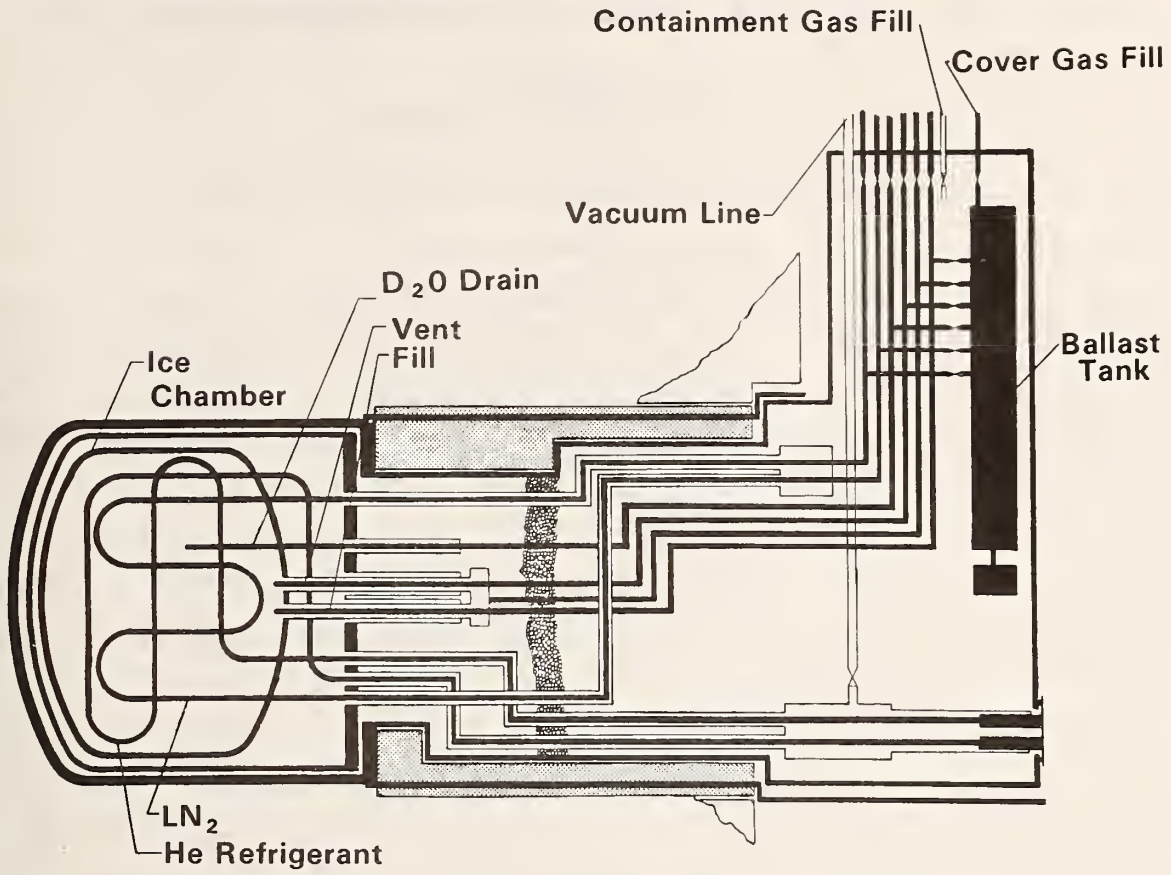 Containment Gas Fill
Cover Gas Fill
Vacuum Line
D₂O Drain
Vent
Fill
Ice
Chamber
Ballast
Tank
LN₂
He Refrigerant